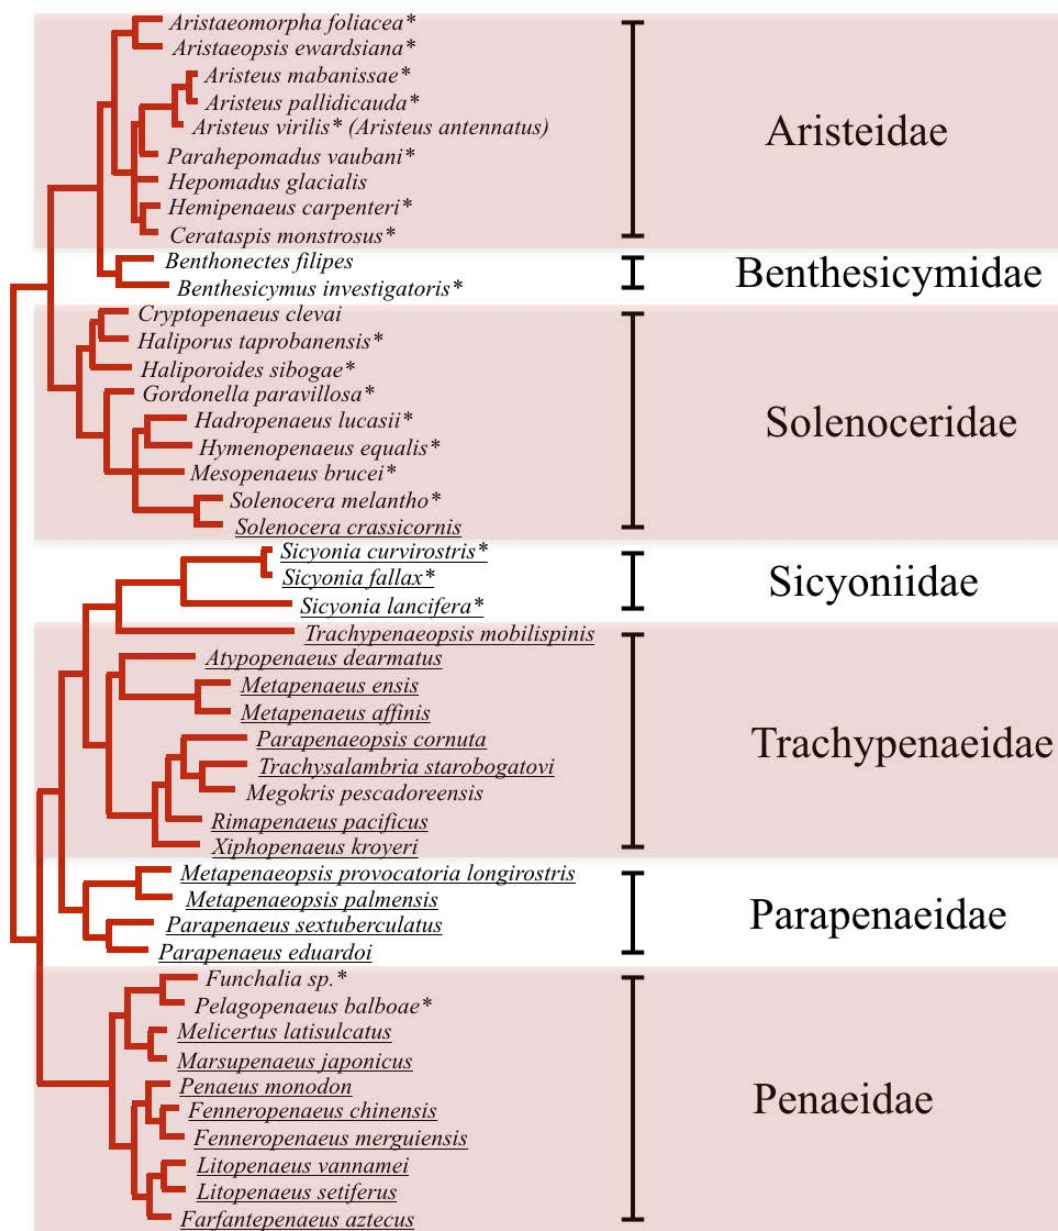 Aristaeomorpha foliacea*
Aristaeopsis ewardsiana*
Aristeus mabanissae*
Aristeus pallidicauda*
Aristeus virilis* (Aristeus antennatus)
Parahepomadus vaubani*
Hepomadus glacialis
Hemipenaeus carpenteri*
Cerataspis monstrosus*
Aristeidae
Benthonectes filipes
Benthesicymus investigatoris*
Benthesicymidae
Cryptopenaeus clevai
Haliporus taprobanensis*
Haliporoides sibogae*
Gordonella paravillosa*
Hadropenaeus lucasii*
Hymenopenaeus equalis*
Mesopenaeus brucei*
Solenocera melantho*
Solenocera crassicornis
Solenoceridae
Sicyonia curvirostris*
Sicyonia fallax*
Sicyonia lancifera*
Sicyoniidae
Trachypenaeopsis mobilispinis
Atypopenaeus dearmatus
Metapenaeus ensis
Metapenaeus affinis
Parapenaeopsis cornuta
Trachysalambria starobogatovi
Megokris pescadoreensis
Rimapenaeus pacificus
Xiphopenaeus kroyeri
Trachypenaeidae
Metapenaeopsis provocatoria longirostris
Metapenaeopsis palmensis
Parapenaeus sextuberculatus
Parapenaeus eduardoi
Parapenaeidae
Funchalia sp.*
Pelagopenaeus balboae*
Melicertus latisulcatus
Marsupenaeus japonicus
Penaeus monodon
Fenneropenaeus chinensis
Fenneropenaeus merguiensis
Litopenaeus vannamei
Litopenaeus setiferus
Farfantepenaeus aztecus
Penaeidae